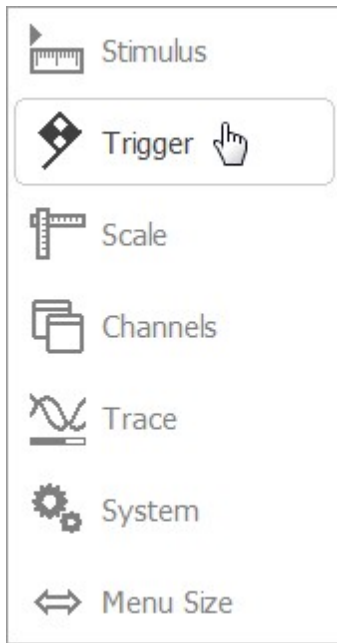 Stimulus
Trigger
Scale
Channels
Trace
System
Menu Size